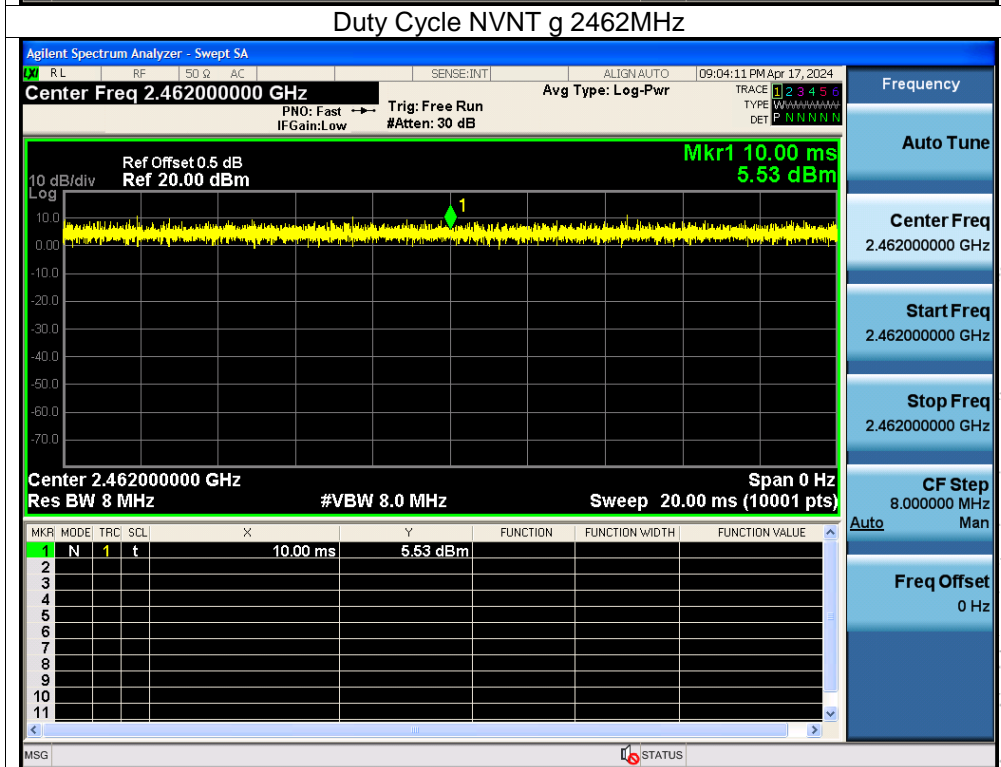 Duty Cycle NVNT g 2462MHz
Agilent Spectrum Analyzer - Swept SA
LXI RL RF 50 Ω AC SENSE:INT ALIGN AUTO 09:04:11 PM Apr 17, 2024
Center Freq 2.462000000 GHz
PNO: Fast
IFGain:Low
Trig: Free Run
#Atten: 30 dB
Avg Type: Log-Pwr
TRACE 1 2 3 4 5 6
TYPE WWWWWW
DET P N N N N N
Mkr1 10.00 ms
5.53 dBm
Ref Offset 0.5 dB
10 dB/div Ref 20.00 dBm
Log
1
10.0
0.00
-10.0
-20.0
-30.0
-40.0
-50.0
-60.0
-70.0
Center 2.462000000 GHz Span 0 Hz
Res BW 8 MHz #VBW 8.0 MHz Sweep 20.00 ms (10001 pts)
MKR MODE TRC SCL X Y FUNCTION FUNCTION WIDTH FUNCTION VALUE
1 N 1 t 10.00 ms 5.53 dBm
2
3
4
5
6
7
8
9
10
11
MSG STATUS
Frequency
Auto Tune
Center Freq
2.462000000 GHz
Start Freq
2.462000000 GHz
Stop Freq
2.462000000 GHz
CF Step
8.000000 MHz
Auto Man
Freq Offset
0 Hz